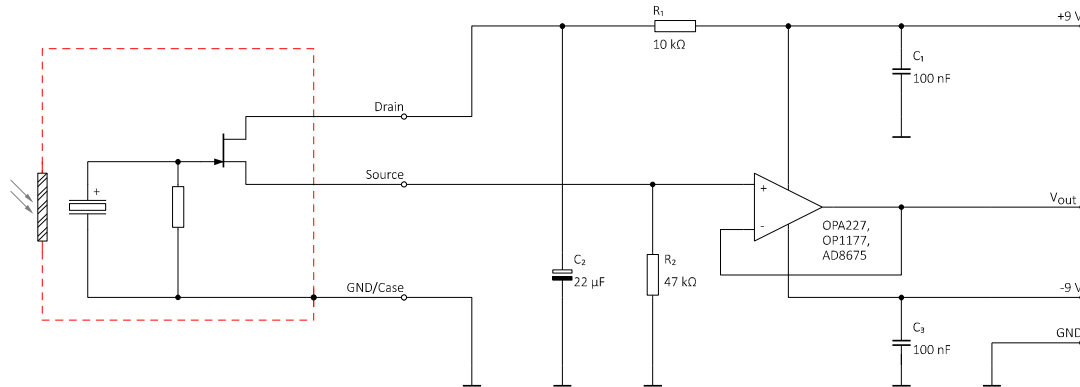 R₁
10 kΩ
+9 V
C₁
100 nF
Drain
+
Source
+
-
Vout
OPA227,
OP1177,
AD8675
C₂
22 µF
R₂
47 kΩ
GND/Case
-9 V
C₃
100 nF
GND